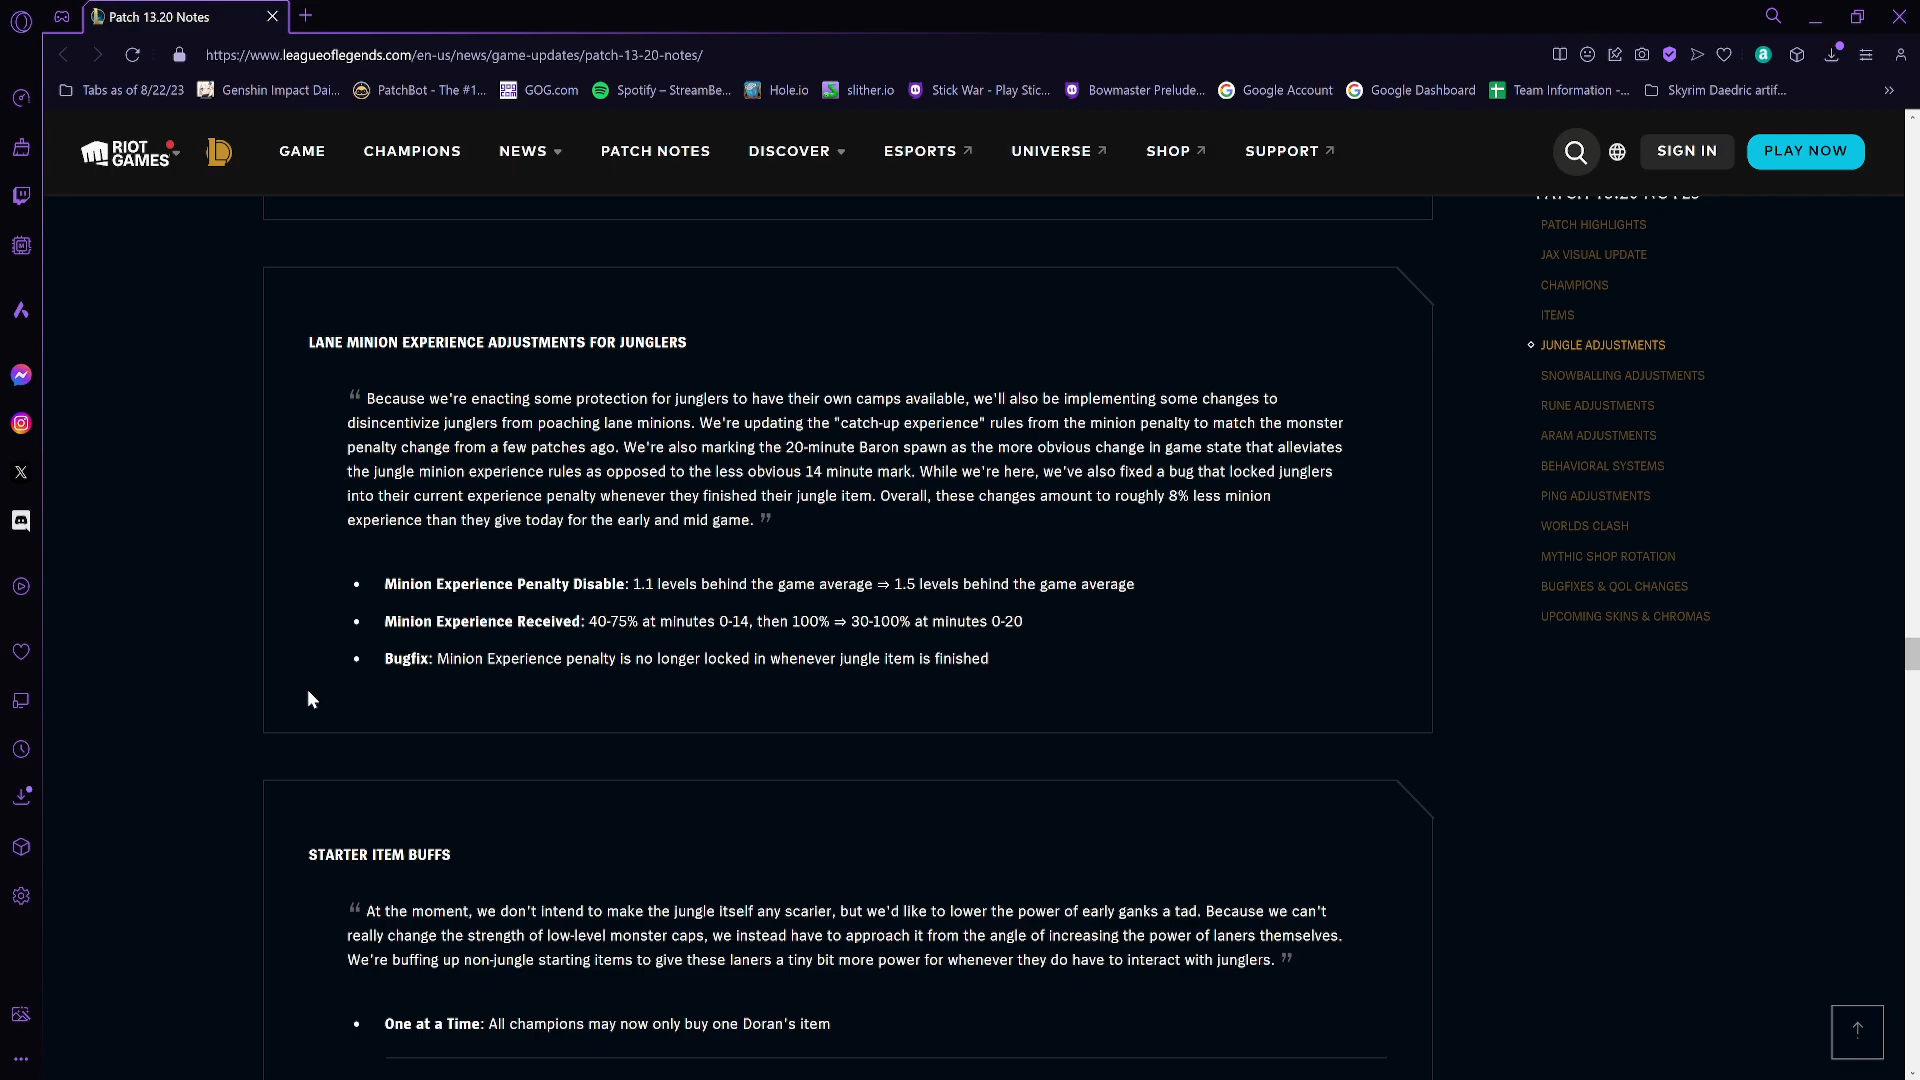 Patch 13.20 Notes
https://www.leagueoflegends.com/en-us/news/game-updates/patch-13-20-notes/
Tabs as of 8/22/23
Genshin Impact Dai...
PatchBot - The #1...
GOG.com
Spotify – StreamBe...
Hole.io
slither.io
Stick War - Play Stic...
Bowmaster Prelude...
Google Account
Google Dashboard
Team Information -...
Skyrim Daedric artif...
RIOT GAMES
GAME
CHAMPIONS
NEWS
PATCH NOTES
DISCOVER
ESPORTS
UNIVERSE
SHOP
SUPPORT
SIGN IN
PLAY NOW
LANE MINION EXPERIENCE ADJUSTMENTS FOR JUNGLERS
“ Because we're enacting some protection for junglers to have their own camps available, we'll also be implementing some changes to
disincentivize junglers from poaching lane minions. We're updating the "catch-up experience" rules from the minion penalty to match the monster
penalty change from a few patches ago. We're also marking the 20-minute Baron spawn as the more obvious change in game state that alleviates
the jungle minion experience rules as opposed to the less obvious 14 minute mark. While we're here, we've also fixed a bug that locked junglers
into their current experience penalty whenever they finished their jungle item. Overall, these changes amount to roughly 8% less minion
experience than they give today for the early and mid game. ”
• Minion Experience Penalty Disable: 1.1 levels behind the game average ⇒ 1.5 levels behind the game average
• Minion Experience Received: 40-75% at minutes 0-14, then 100% ⇒ 30-100% at minutes 0-20
• Bugfix: Minion Experience penalty is no longer locked in whenever jungle item is finished
STARTER ITEM BUFFS
“ At the moment, we don't intend to make the jungle itself any scarier, but we'd like to lower the power of early ganks a tad. Because we can't
really change the strength of low-level monster caps, we instead have to approach it from the angle of increasing the power of laners themselves.
We're buffing up non-jungle starting items to give these laners a tiny bit more power for whenever they do have to interact with junglers. ”
• One at a Time: All champions may now only buy one Doran's item
PATCH 13.20 NOTES
PATCH HIGHLIGHTS
JAX VISUAL UPDATE
CHAMPIONS
ITEMS
JUNGLE ADJUSTMENTS
SNOWBALLING ADJUSTMENTS
RUNE ADJUSTMENTS
ARAM ADJUSTMENTS
BEHAVIORAL SYSTEMS
PING ADJUSTMENTS
WORLDS CLASH
MYTHIC SHOP ROTATION
BUGFIXES & QOL CHANGES
UPCOMING SKINS & CHROMAS